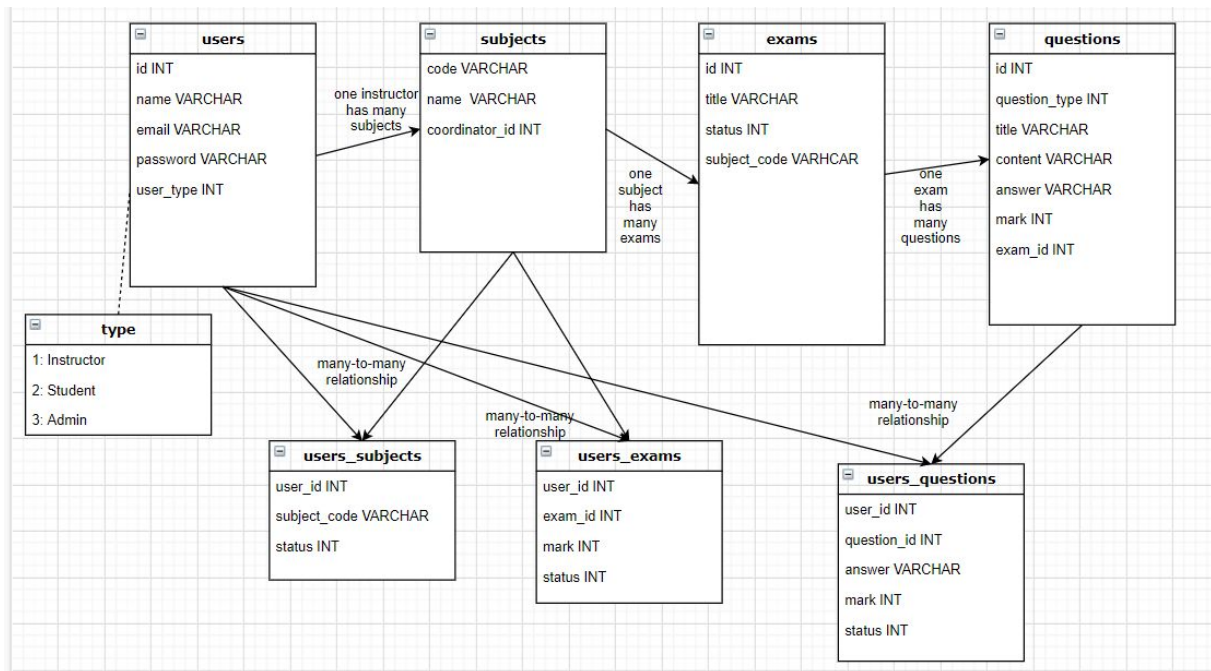 users
id INT
name VARCHAR
email VARCHAR
password VARCHAR
user_type INT
one instructor
has many
subjects
subjects
code VARCHAR
name VARCHAR
coordinator_id INT
one
subject
has
many
exams
exams
id INT
title VARCHAR
status INT
subject_code VARHCAR
one
exam
has
many
questions
questions
id INT
question_type INT
title VARCHAR
content VARCHAR
answer VARCHAR
mark INT
exam_id INT
type
1: Instructor
2: Student
3: Admin
many-to-many
relationship
many-to-many
relationship
many-to-many
relationship
users_subjects
user_id INT
subject_code VARCHAR
status INT
users_exams
user_id INT
exam_id INT
mark INT
status INT
users_questions
user_id INT
question_id INT
answer VARCHAR
mark INT
status INT